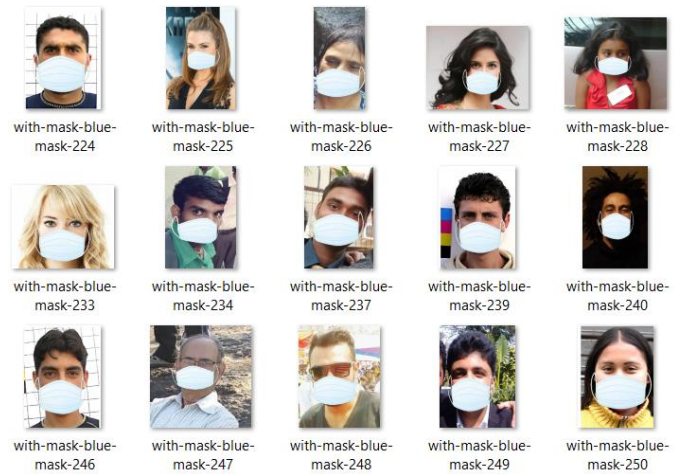 with-mask-blue-
mask-224
with-mask-blue-
mask-225
with-mask-blue-
mask-226
with-mask-blue-
mask-227
with-mask-blue-
mask-228
with-mask-blue-
mask-233
with-mask-blue-
mask-234
with-mask-blue-
mask-237
with-mask-blue-
mask-239
with-mask-blue-
mask-240
with-mask-blue-
mask-246
with-mask-blue-
mask-247
with-mask-blue-
mask-248
with-mask-blue-
mask-249
with-mask-blue-
mask-250